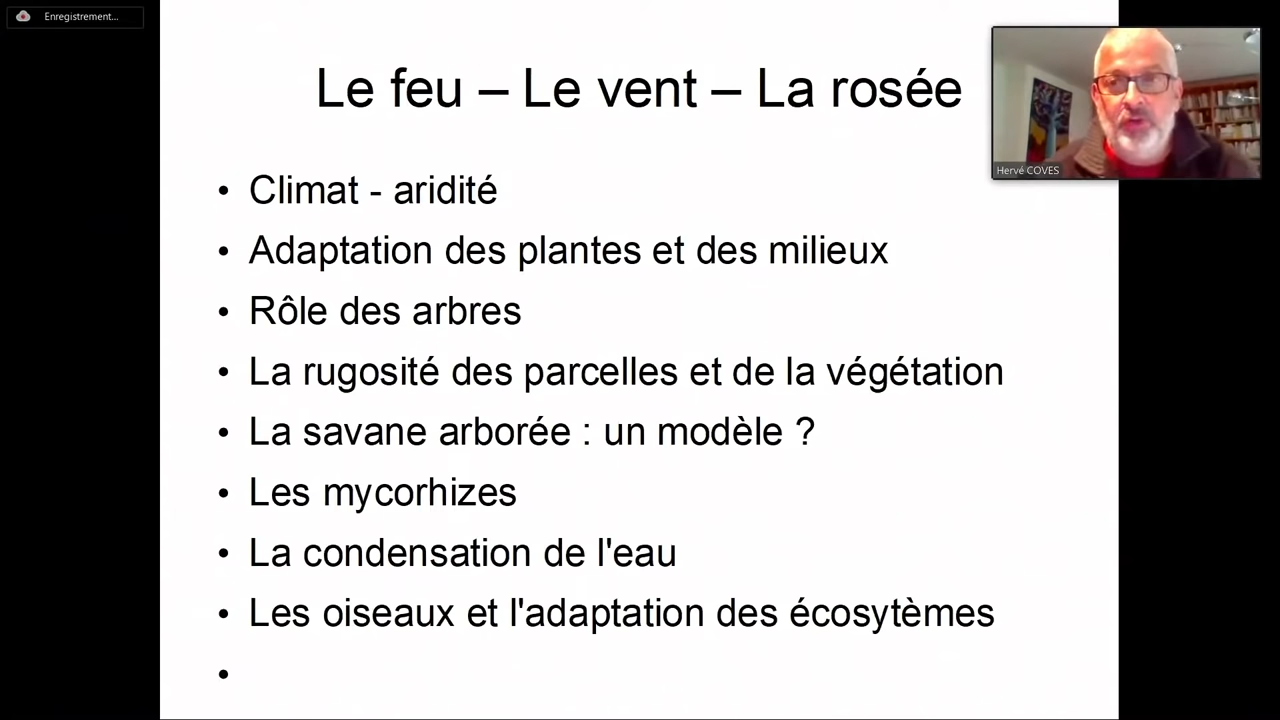 Enregistrement...
Le feu – Le vent – La rosée
Hervé COVES
• Climat - aridité
• Adaptation des plantes et des milieux
• Rôle des arbres
• La rugosité des parcelles et de la végétation
• La savane arborée : un modèle ?
• Les mycorhizes
• La condensation de l'eau
• Les oiseaux et l'adaptation des écosytèmes
•